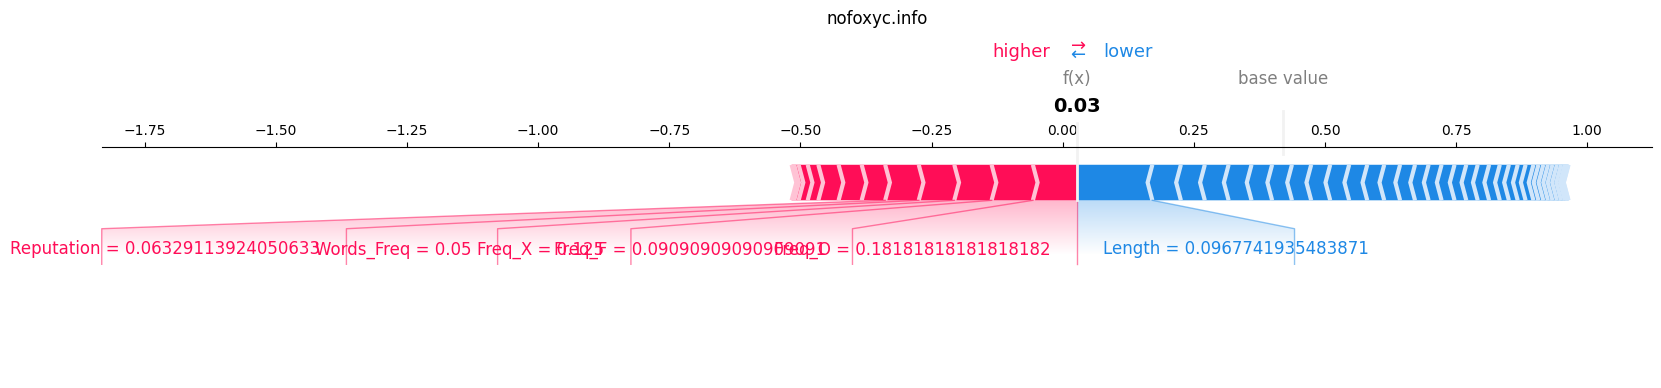 nofoxyc.info
higher → ← lower
f(x) base value
0.03
−1.75 −1.50 −1.25 −1.00 −0.75 −0.50 −0.25 0.00 0.25 0.50 0.75 1.00
Reputation = 0.06329113924050633 Words_Freq = 0.05 Freq_X = 0.125 Freq_F = 0.09090909090909091 Freq_O = 0.18181818181818182 Length = 0.0967741935483871